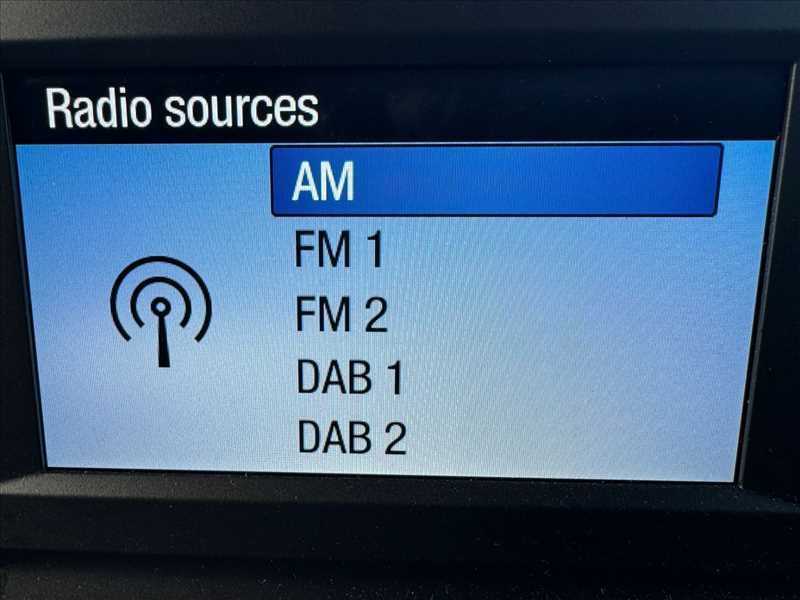 Radio sources
AM
FM 1
FM 2
DAB 1
DAB 2